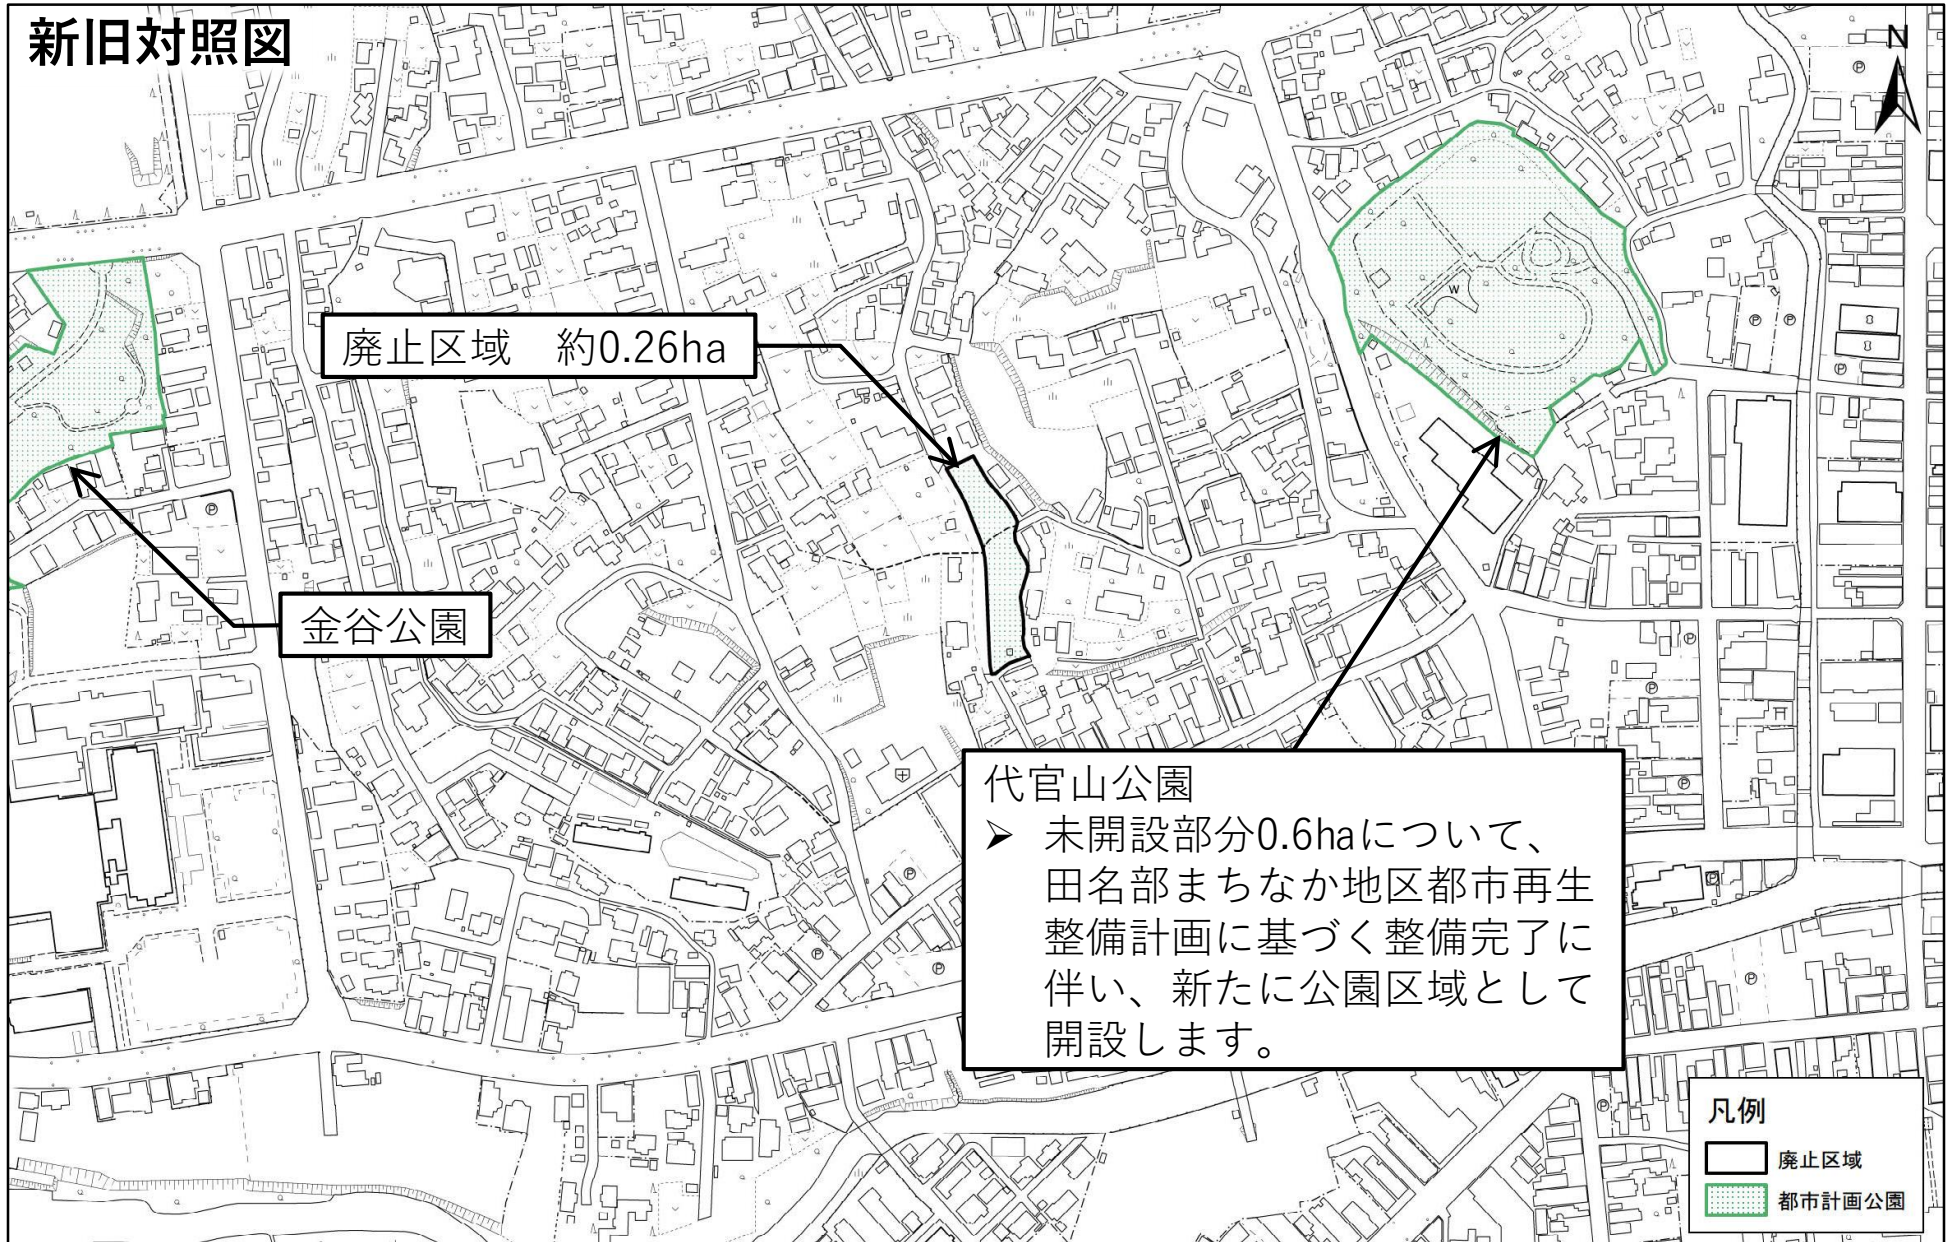 新旧対照図
N
廃止区域　約0.26ha
W
金谷公園
代官山公園
➢ 未開設部分0.6haについて、
田名部まちなか地区都市再生
整備計画に基づく整備完了に
伴い、新たに公園区域として
開設します。
凡例
廃止区域
都市計画公園